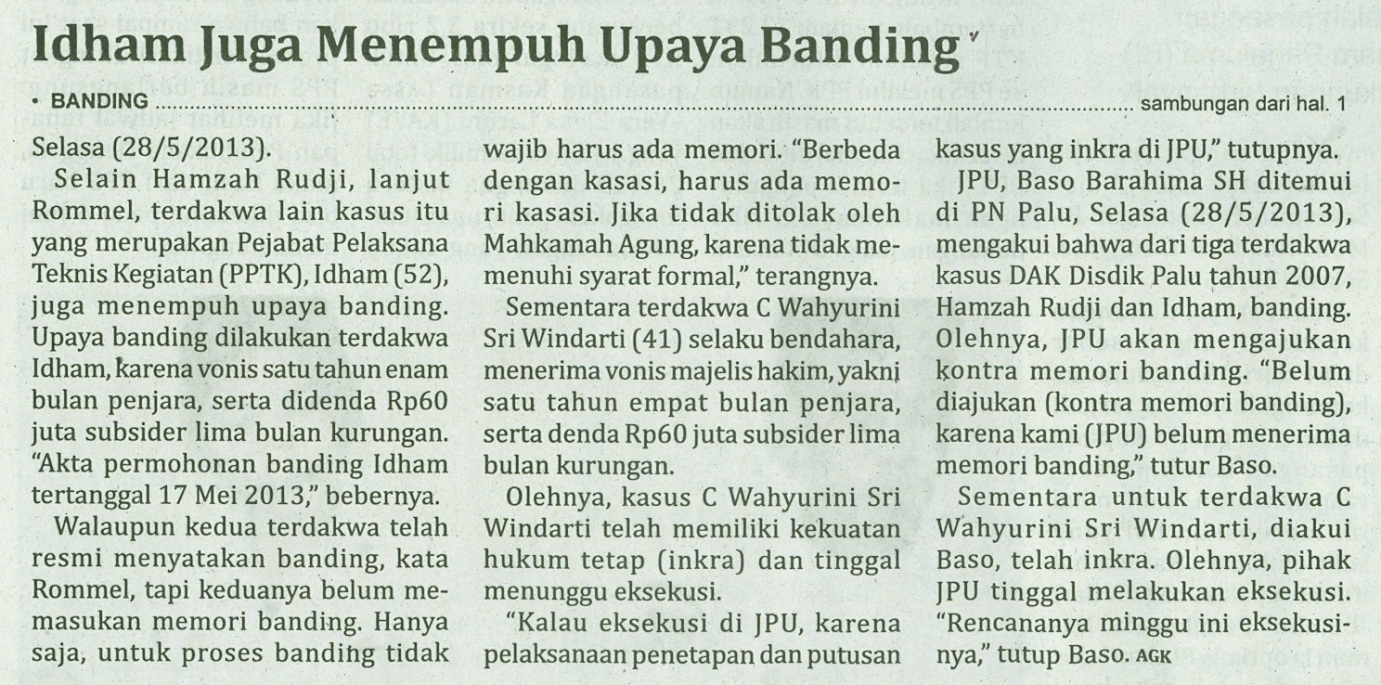 Idham Juga Menempuh Upaya Banding
• BANDING ........ sambungan dari hal. 1
Selasa (28/5/2013).
Selain Hamzah Rudji, lanjut
Rommel, terdakwa lain kasus itu
yang merupakan Pejabat Pelaksana
Teknis Kegiatan (PPTK), Idham (52),
juga menempuh upaya banding.
Upaya banding dilakukan terdakwa
Idham, karena vonis satu tahun enam
bulan penjara, serta didenda Rp60
juta subsider lima bulan kurungan.
“Akta permohonan banding Idham
tertanggal 17 Mei 2013,” bebernya.
Walaupun kedua terdakwa telah
resmi menyatakan banding, kata
Rommel, tapi keduanya belum me-
masukan memori banding. Hanya
saja, untuk proses banding tidak
wajib harus ada memori. “Berbeda
dengan kasasi, harus ada memo-
ri kasasi. Jika tidak ditolak oleh
Mahkamah Agung, karena tidak me-
menuhi syarat formal,” terangnya.
Sementara terdakwa C Wahyurini
Sri Windarti (41) selaku bendahara,
menerima vonis majelis hakim, yakni
satu tahun empat bulan penjara,
serta denda Rp60 juta subsider lima
bulan kurungan.
Olehnya, kasus C Wahyurini Sri
Windarti telah memiliki kekuatan
hukum tetap (inkra) dan tinggal
menunggu eksekusi.
“Kalau eksekusi di JPU, karena
pelaksanaan penetapan dan putusan
kasus yang inkra di JPU,” tutupnya.
JPU, Baso Barahima SH ditemui
di PN Palu, Selasa (28/5/2013),
mengakui bahwa dari tiga terdakwa
kasus DAK Disdik Palu tahun 2007,
Hamzah Rudji dan Idham, banding.
Olehnya, JPU akan mengajukan
kontra memori banding. “Belum
diajukan (kontra memori banding),
karena kami (JPU) belum menerima
memori banding,” tutur Baso.
Sementara untuk terdakwa C
Wahyurini Sri Windarti, diakui
Baso, telah inkra. Olehnya, pihak
JPU tinggal melakukan eksekusi.
“Rencananya minggu ini eksekusi-
nya,” tutup Baso. AGK